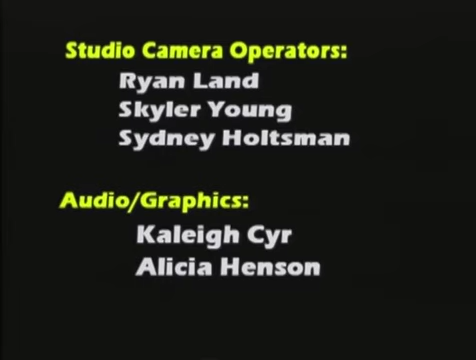 Studio Camera Operators:
Ryan Land
Skyler Young
Sydney Holtsman
Audio/Graphics:
Kaleigh Cyr
Alicia Henson